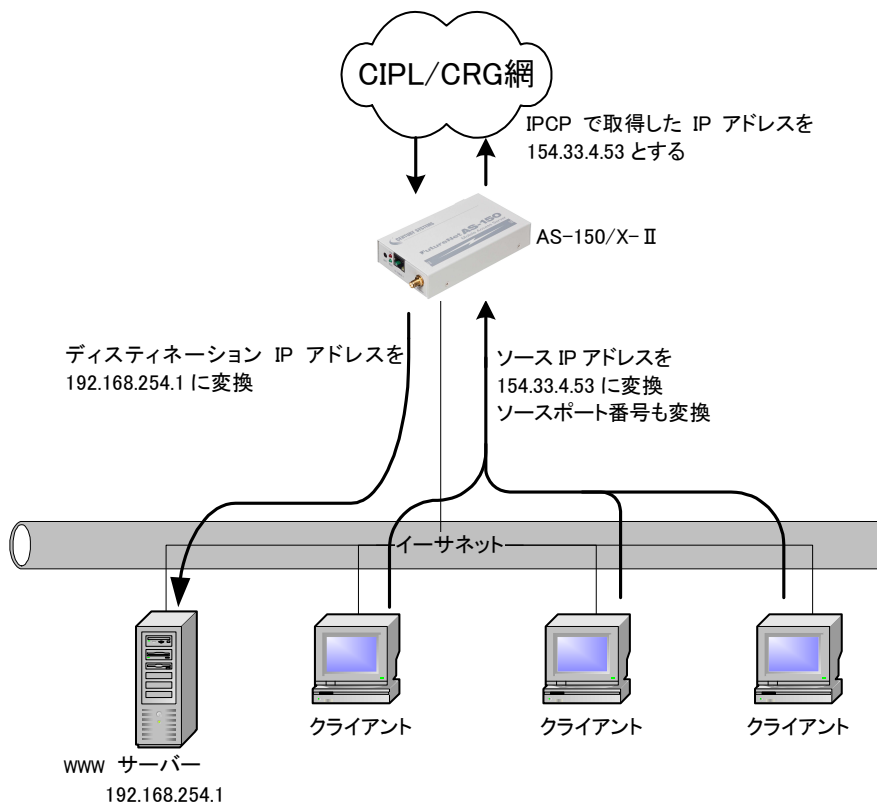 CIPL/CRG網
IPCP で取得した IP アドレスを
154.33.4.53 とする
CENTURY SYSTEMS
FutureNet AS-150
AS-150/X-Ⅱ
ディスティネーション IP アドレスを
192.168.254.1 に変換
ソース IP アドレスを
154.33.4.53 に変換
ソースポート番号も変換
イーサネット
クライアント
クライアント
クライアント
WWW サーバー
192.168.254.1